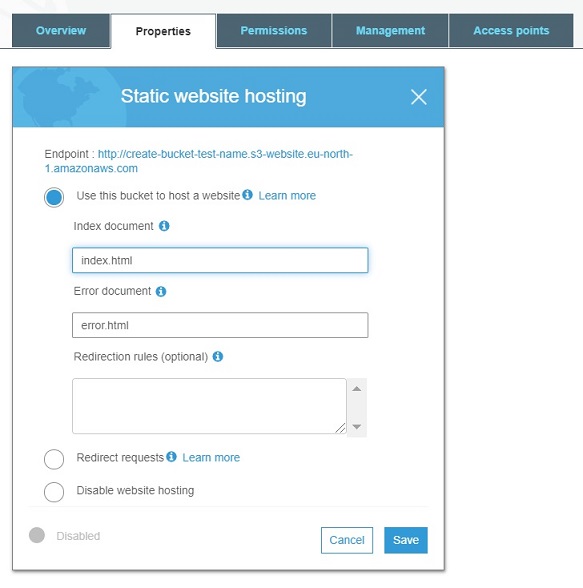 Overview Properties Permissions Management Access points
Static website hosting
Endpoint : http://create-bucket-test-name.s3-website.eu-north-
1.amazonaws.com
Use this bucket to host a website Learn more
Index document
index.html
Error document
error.html
Redirection rules (optional)
Redirect requests Learn more
Disable website hosting
Disabled Cancel Save